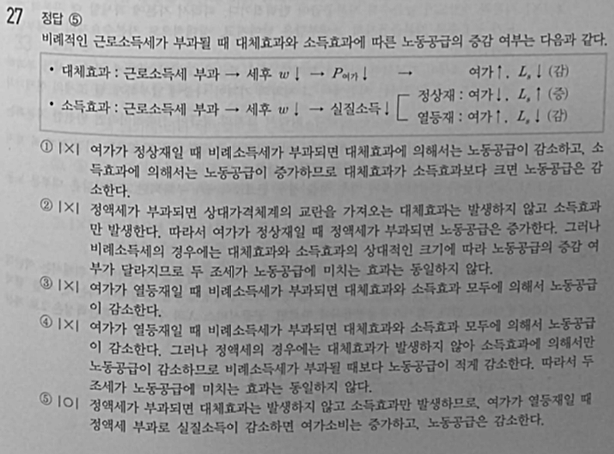 27 정답 ⑤
비례적인 근로소득세가 부과될 때 대체효과와 소득효과에 따른 노동공급의 증감 여부는 다음과 같다.
• 대체효과 : 근로소득세 부과 → 세후 w↓ → P여가↓ → 여가↑, Ls↓(감)
• 소득효과 : 근로소득세 부과 → 세후 w↓ → 실질소득↓ 정상재 : 여가↓, Ls↑(증)
열등재 : 여가↑, Ls↓(감)
① |×| 여가가 정상재일 때 비례소득세가 부과되면 대체효과에 의해서는 노동공급이 감소하고, 소
득효과에 의해서는 노동공급이 증가하므로 대체효과가 소득효과보다 크면 노동공급은 감
소한다.
② |×| 정액세가 부과되면 상대가격체계의 교란을 가져오는 대체효과는 발생하지 않고 소득효과
만 발생한다. 따라서 여가가 정상재일 때 정액세가 부과되면 노동공급은 증가한다. 그러나
비례소득세의 경우에는 대체효과와 소득효과의 상대적인 크기에 따라 노동공급의 증감 여
부가 달라지므로 두 조세가 노동공급에 미치는 효과는 동일하지 않다.
③ |×| 여가가 열등재일 때 비례소득세가 부과되면 대체효과와 소득효과 모두에 의해서 노동공급
이 감소한다.
④ |×| 여가가 열등재일 때 비례소득세가 부과되면 대체효과와 소득효과 모두에 의해서 노동공급
이 감소한다. 그러나 정액세의 경우에는 대체효과가 발생하지 않아 소득효과에 의해서만
노동공급이 감소하므로 비례소득세가 부과될 때보다 노동공급이 적게 감소한다. 따라서 두
조세가 노동공급에 미치는 효과는 동일하지 않다.
⑤ |○| 정액세가 부과되면 대체효과는 발생하지 않고 소득효과만 발생하므로, 여가가 열등재일 때
정액세 부과로 실질소득이 감소하면 여가소비는 증가하고, 노동공급은 감소한다.